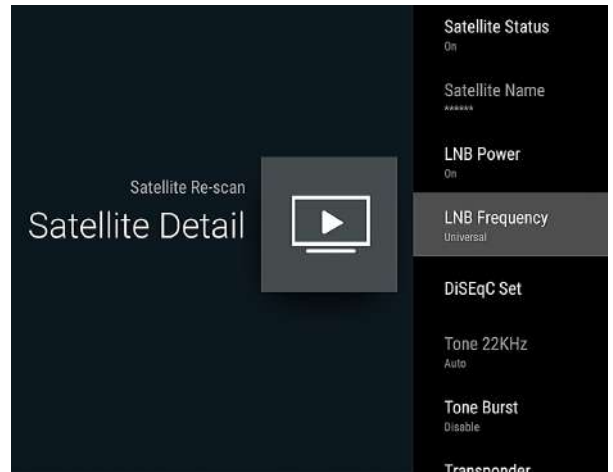 Satellite Re-scan
Satellite Detail
Satellite Status
On
Satellite Name
******
LNB Power
On
LNB Frequency
Universal
DiSEqC Set
Tone 22KHz
Auto
Tone Burst
Disable
Transponder